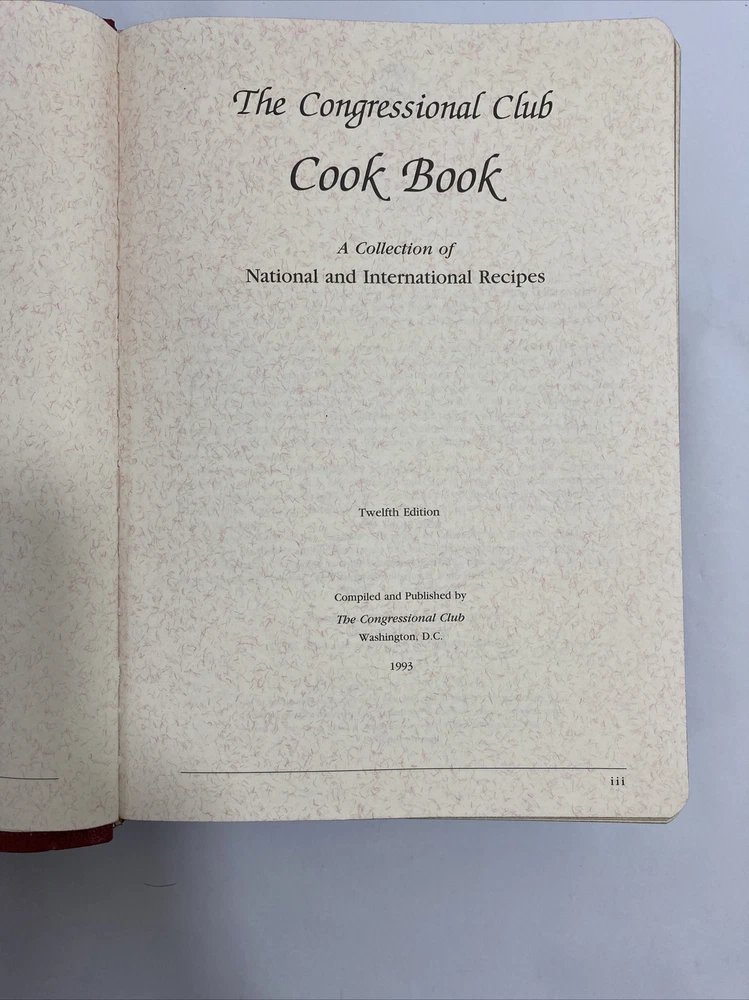 The Congressional Club
Cook Book
A Collection of
National and International Recipes
Twelfth Edition
Compiled and Published by
The Congressional Club
Washington, D.C.
1993
iii